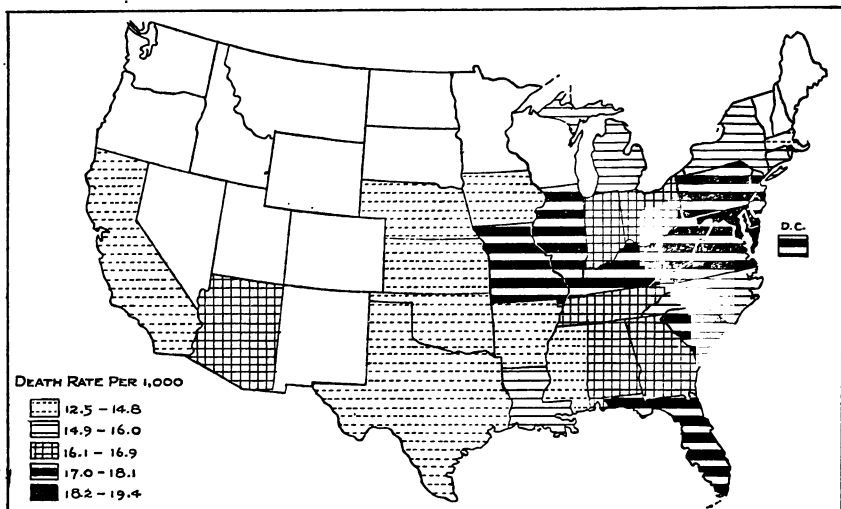 D.C.
DEATH RATE PER 1,000
12.5 – 14.8
14.9 – 16.0
16.1 – 16.9
17.0 – 18.1
18.2 – 19.4